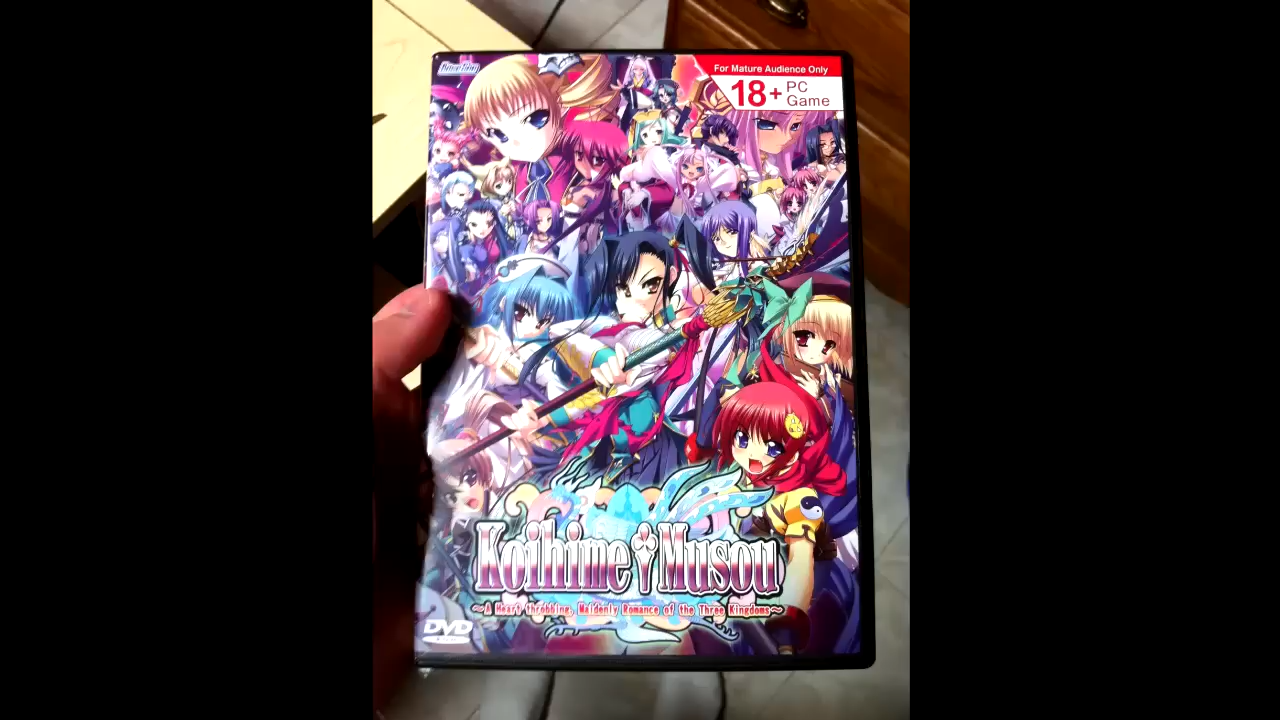 For Mature Audience Only
18+ PC Game
Koihime†Musou
~A Heart throbbing, Maidenly Romance of the Three Kingdoms~
DVD